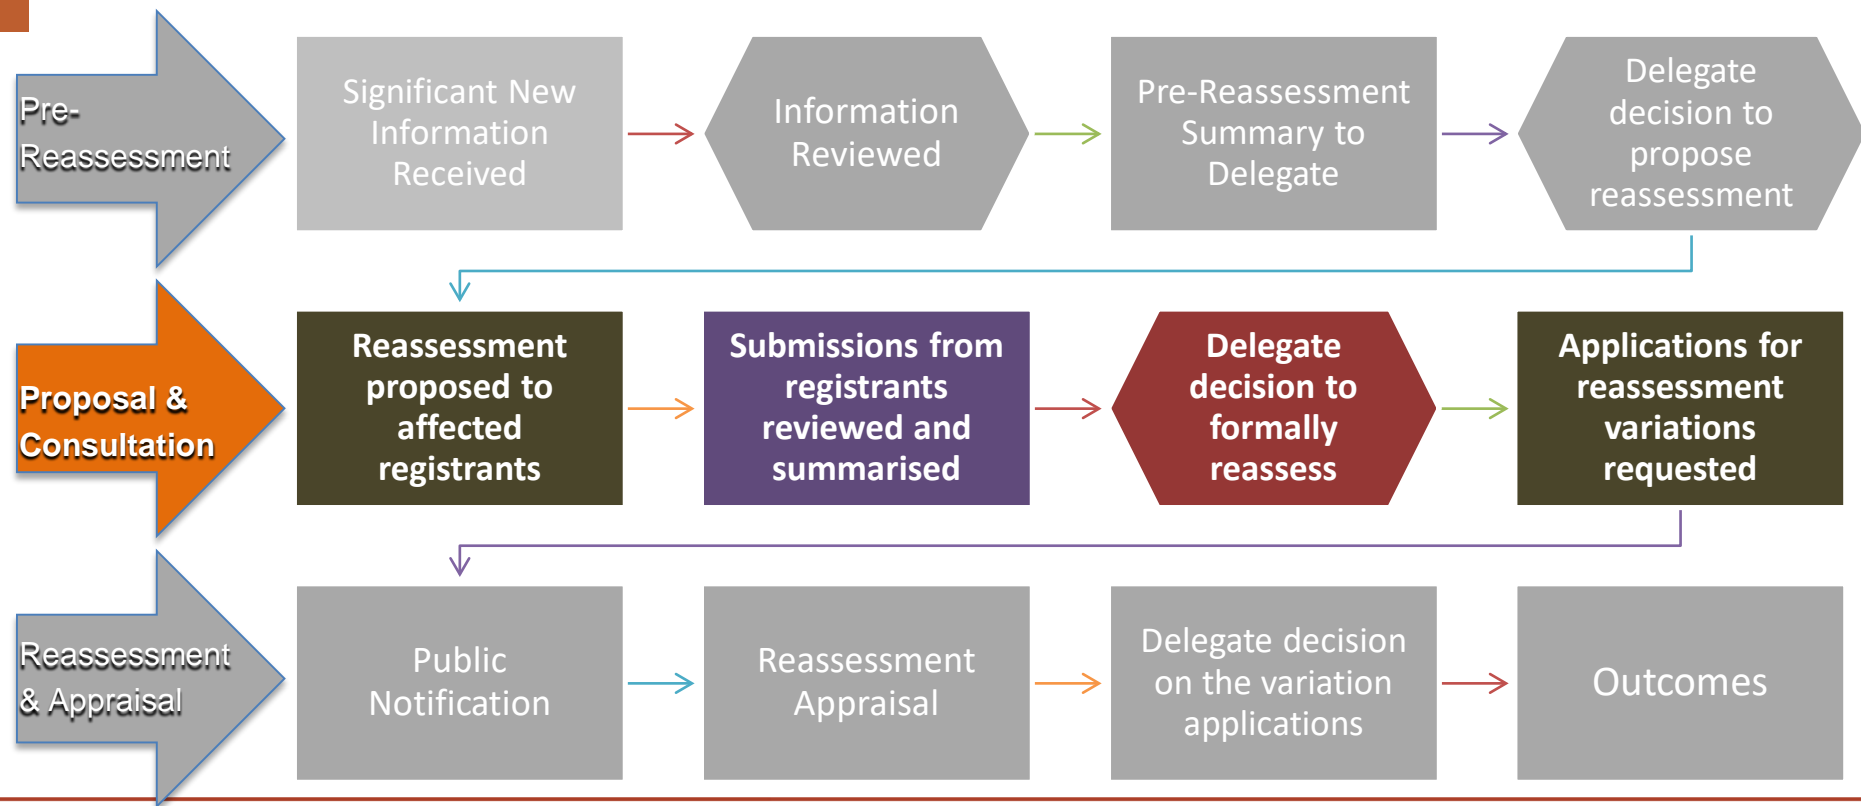 Pre-
Reassessment
Significant New
Information
Received
Information
Reviewed
Pre-Reassessment
Summary to
Delegate
Delegate
decision to
propose
reassessment
Proposal &
Consultation
Reassessment
proposed to
affected
registrants
Submissions from
registrants
reviewed and
summarised
Delegate
decision to
formally
reassess
Applications for
reassessment
variations
requested
Reassessment
& Appraisal
Public
Notification
Reassessment
Appraisal
Delegate decision
on the variation
applications
Outcomes